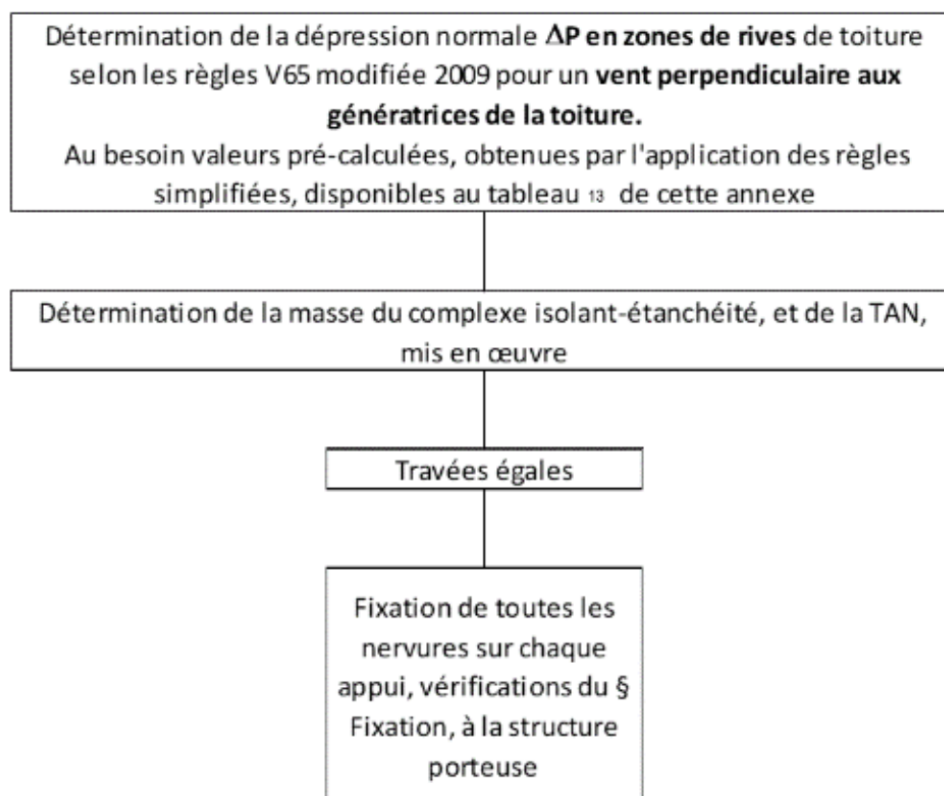 Détermination de la dépression normale ΔP en zones de rives de toiture
selon les règles V65 modifiée 2009 pour un vent perpendiculaire aux
génératrices de la toiture.
Au besoin valeurs pré-calculées, obtenues par l'application des règles
simplifiées, disponibles au tableau 13 de cette annexe
Détermination de la masse du complexe isolant-étanchéité, et de la TAN,
mis en œuvre
Travées égales
Fixation de toutes les
nervures sur chaque
appui, vérifications du §
Fixation, à la structure
porteuse